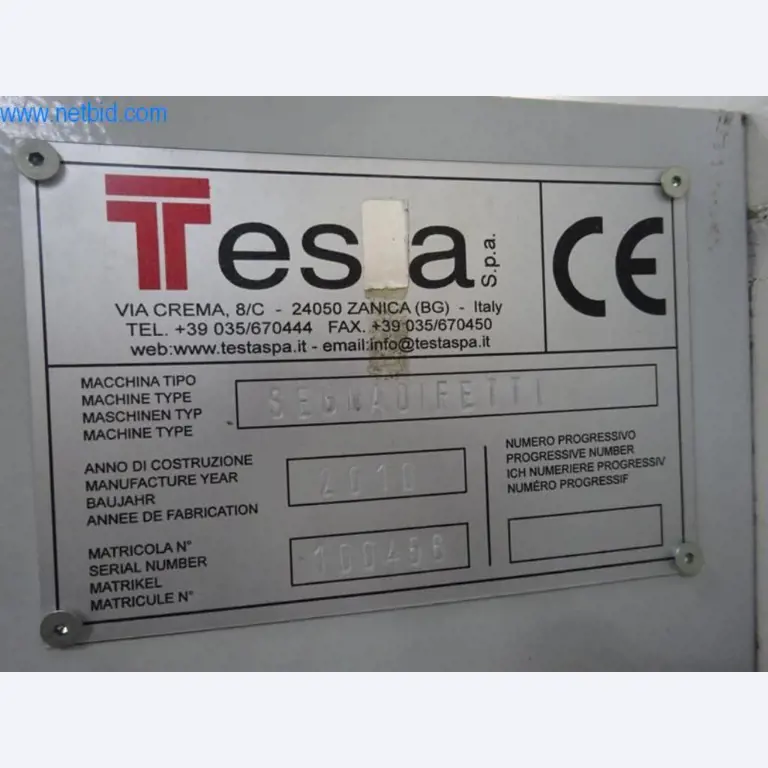 www.netbid.com
Testa S.p.a.
CE
VIA CREMA, 8/C - 24050 ZANICA (BG) - Italy
TEL. +39 035/670444 FAX. +39 035/670450
web:www.testaspa.it - email:info@testaspa.it
MACCHINA TIPO
MACHINE TYPE
MASCHINEN TYP
MACHINE TYPE
SEGNADIFETTI
ANNO DI COSTRUZIONE
MANUFACTURE YEAR
BAUJAHR
ANNEE DE FABRICATION
2010
NUMERO PROGRESSIVO
PROGRESSIVE NUMBER
ICH NUMERIERE PROGRESSIV
NUMÉRO PROGRESSIF
MATRICOLA N°
SERIAL NUMBER
MATRIKEL
MATRICULE N°
100456